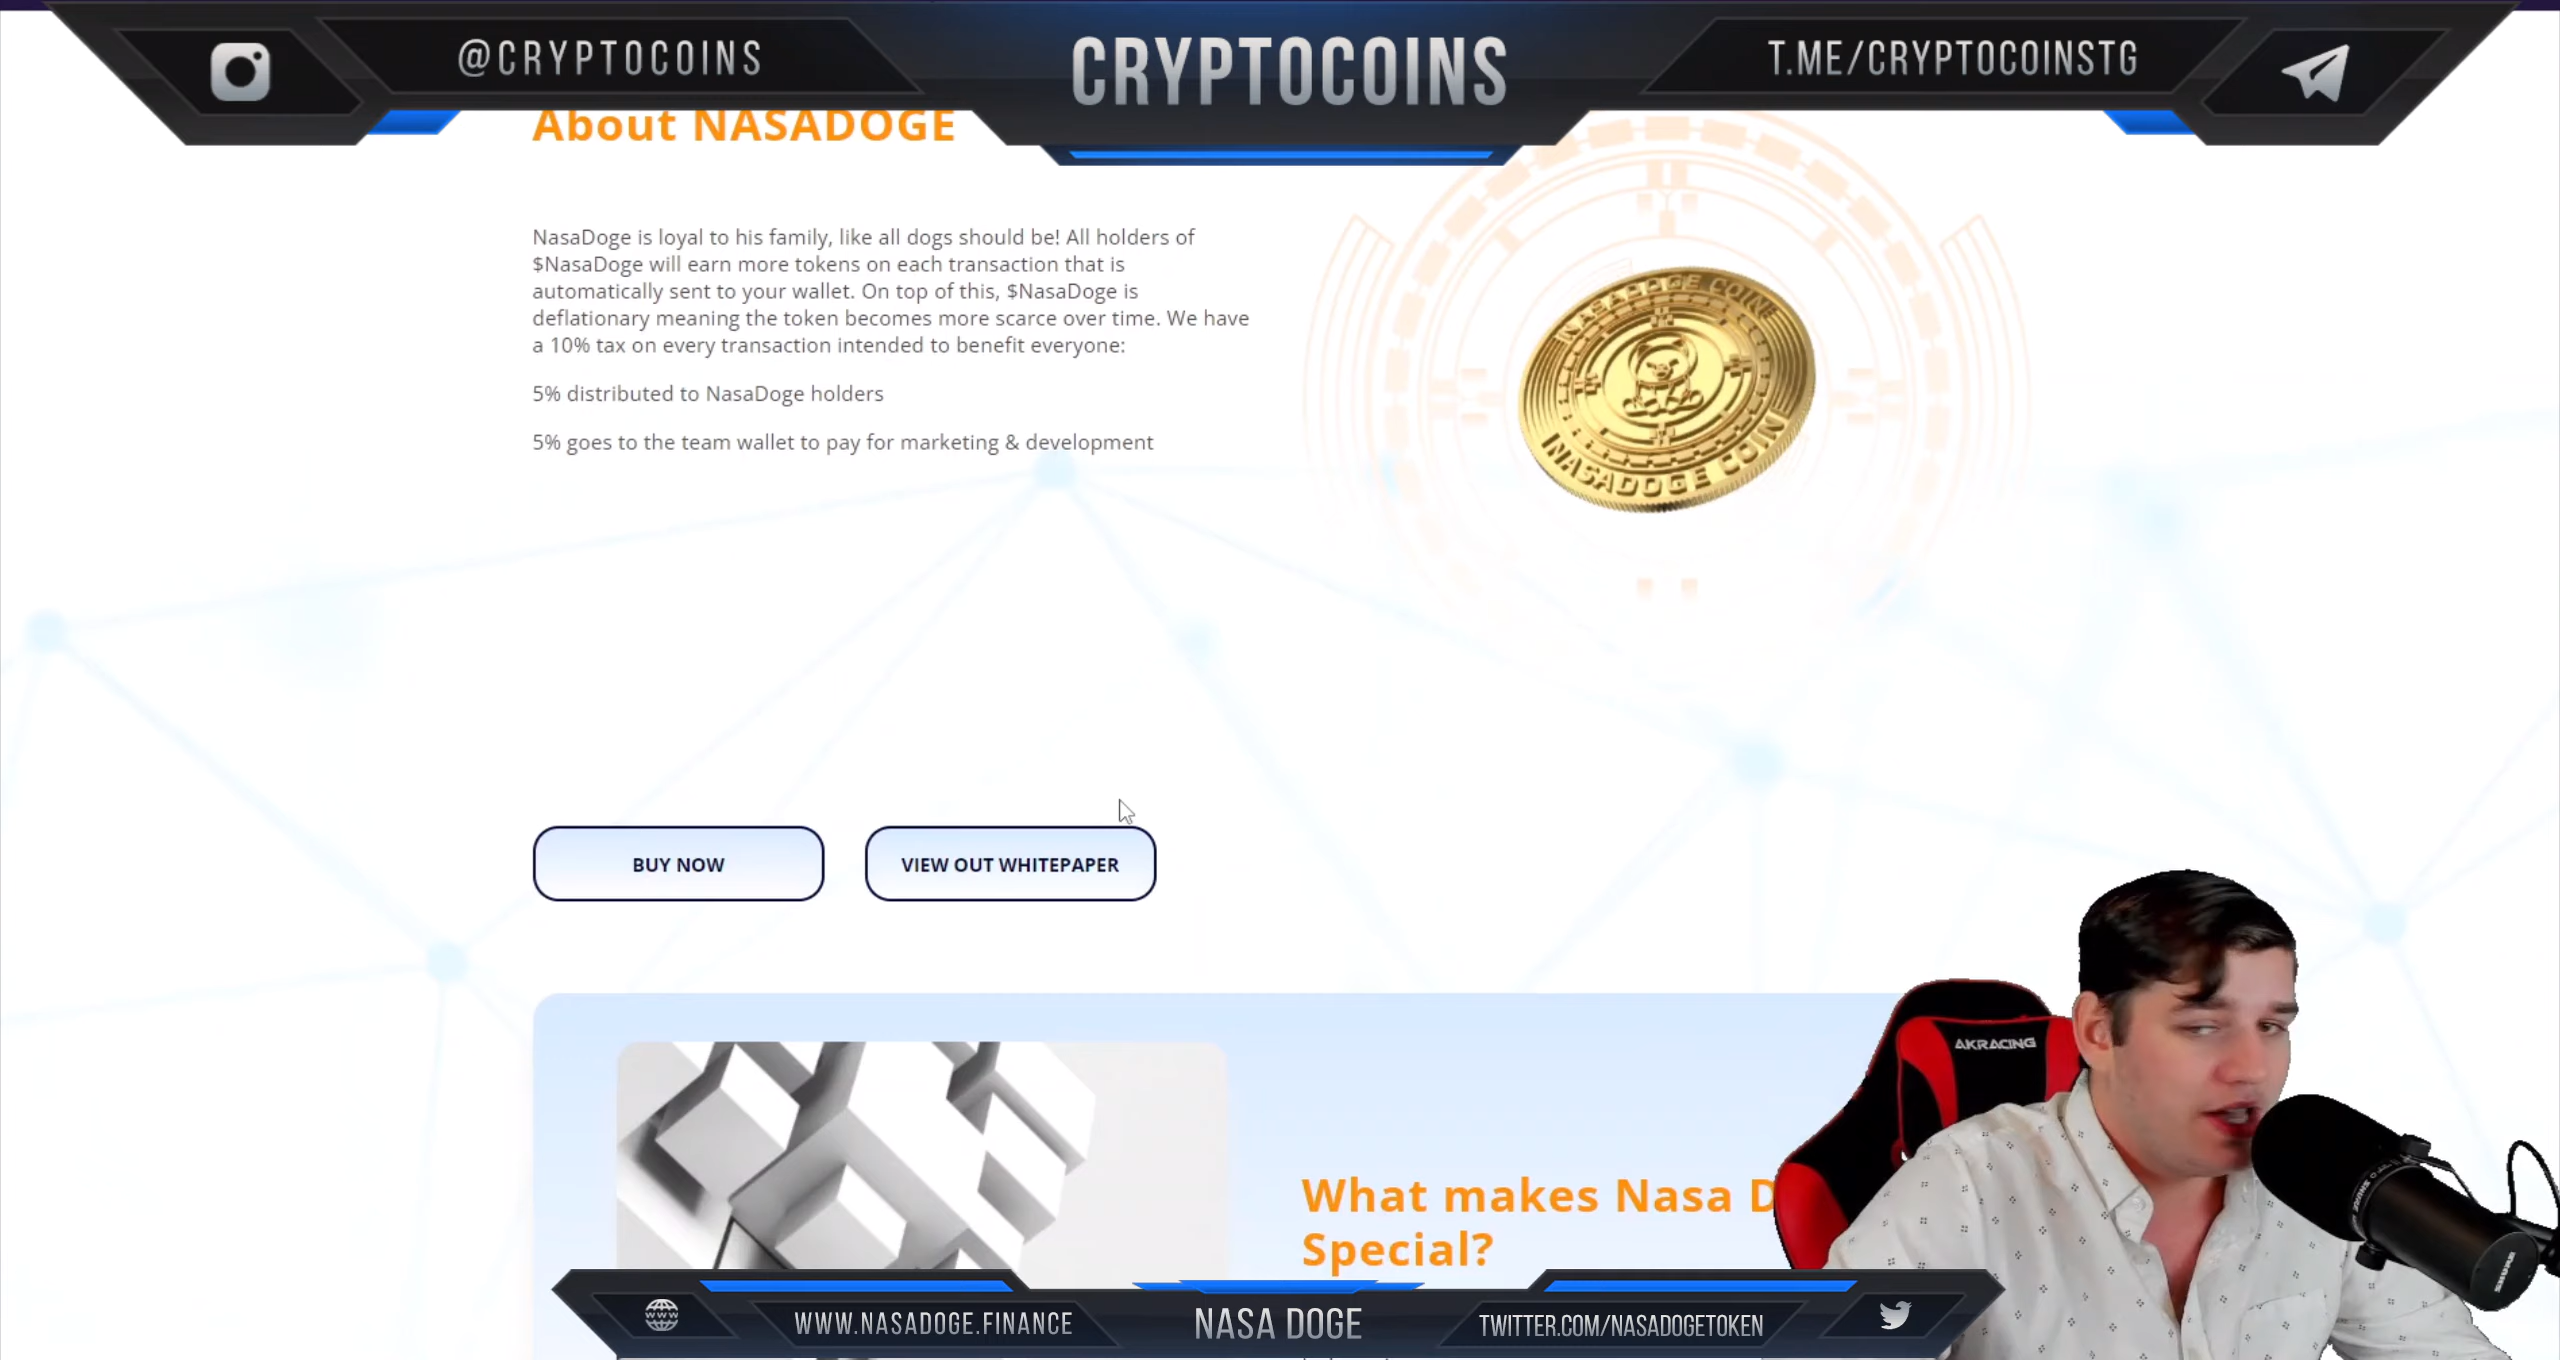 @CRYPTOCOINS
CRYPTOCOINS
T.ME/CRYPTOCOINSTG
About NASADOGE
NasaDoge is loyal to his family, like all dogs should be! All holders of
$NasaDoge will earn more tokens on each transaction that is
automatically sent to your wallet. On top of this, $NasaDoge is
deflationary meaning the token becomes more scarce over time. We have
a 10% tax on every transaction intended to benefit everyone:
5% distributed to NasaDoge holders
5% goes to the team wallet to pay for marketing & development
NASADOGE COIN
NASADOGE COIN
BUY NOW
VIEW OUT WHITEPAPER
AKRACING
What makes Nasa D
Special?
SHURE
WWW
WWW.NASADOGE.FINANCE
NASA DOGE
TWITTER.COM/NASADOGETOKEN